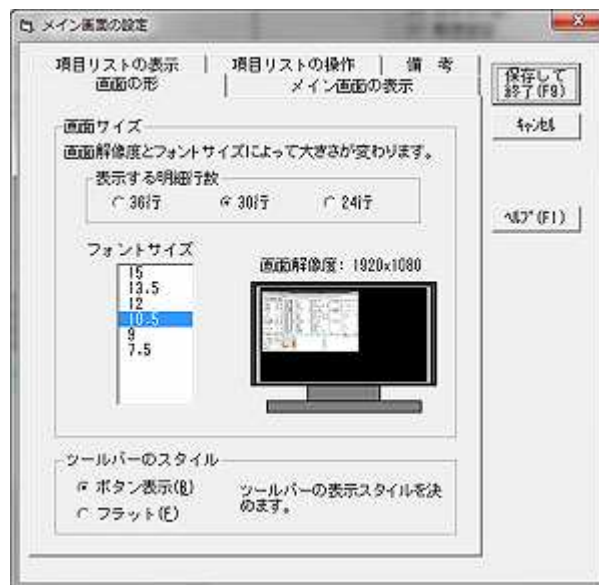 メイン画面の設定
項目リストの表示
項目リストの操作
備 考
画面の形
メイン画面の表示
保存して
終了(F9)
キャンセル
ヘルプ(F1)
画面サイズ
画面解像度とフォントサイズによって大きさが変わります。
表示する明細行数
36行
30行
24行
フォントサイズ
15
13.5
12
10.5
9
7.5
画面解像度: 1920x1080
ツールバーのスタイル
ボタン表示(B)
フラット(F)
ツールバーの表示スタイルを決
めます。